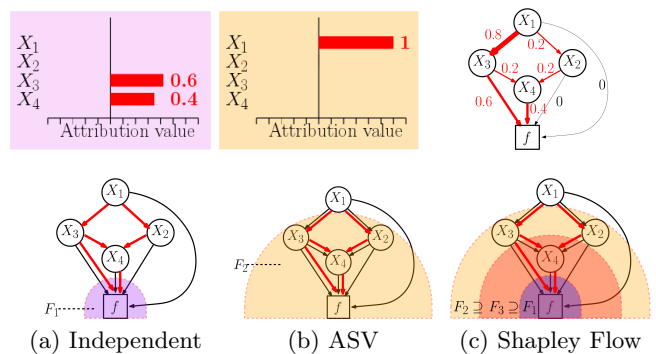 X1
X2
X3 0.6
X4 0.4
Attribution value
X1 1
X2
X3
X4
Attribution value
X1
0.8 0.2
X3 X2
0.2 0.2
X4
0.6 0.4 0 0
f
X1
X3 X2
X4
F1 f
X1
X3 X2
X4
F2
f
X1
X3 X2
X4
F2 ⊇ F3 ⊇ F1 f
(a) Independent
(b) ASV
(c) Shapley Flow